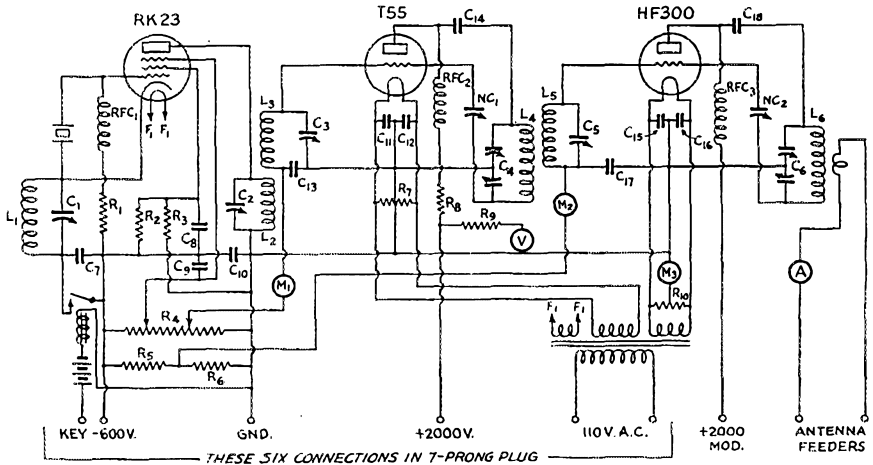 RK23
T55
HF300
C14
C18
RFC1
F1 F1
L3
C3
C13
RFC2
NC1
L4
C4
C11 C12
L5
C5
C17
C15 C16
RFC3
NC2
L6
C6
L1
C1
R1
R2 R3
C8
C2
L2
R7
R8
R9
V
M2
C7
C9
C10
M1
M3
A
R4
R10
F1 F1
R5
R6
KEY -600V. GND. +2000V. 110V. A.C. +2000 MOD. ANTENNA FEEDERS
THESE SIX CONNECTIONS IN 7-PRONG PLUG